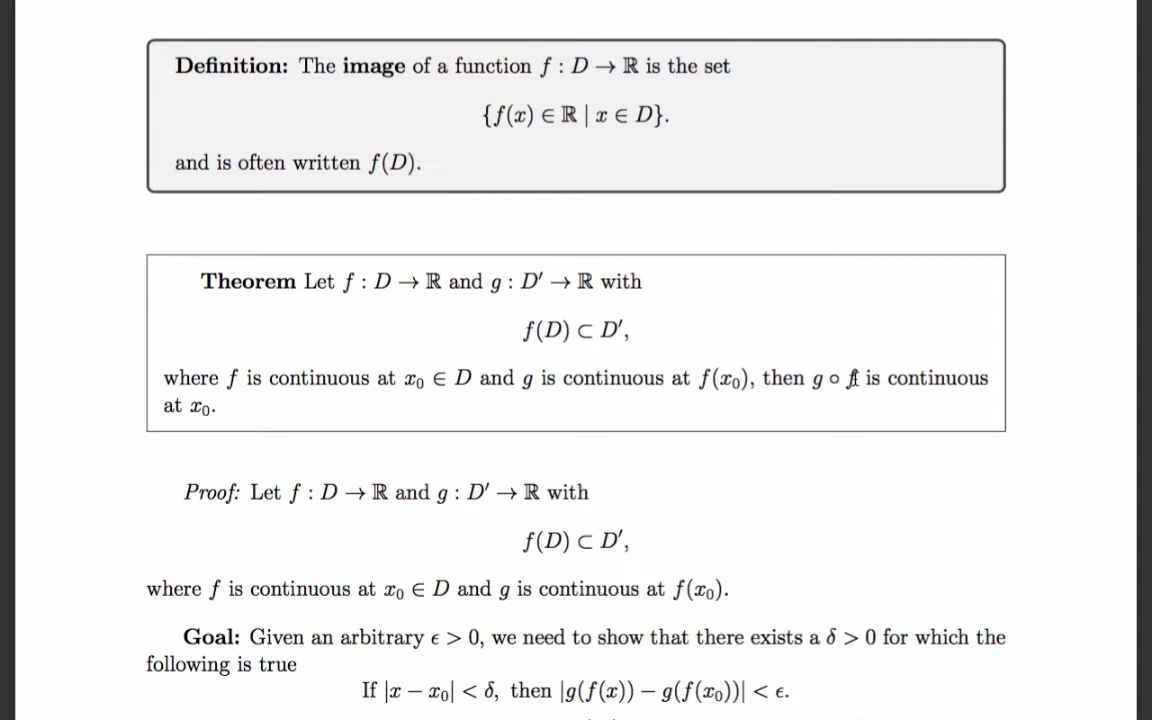 Definition: The image of a function f : D → ℝ is the set
{f(x) ∈ ℝ | x ∈ D}.
and is often written f(D).
Theorem Let f : D → ℝ and g : D′ → ℝ with
f(D) ⊂ D′,
where f is continuous at x₀ ∈ D and g is continuous at f(x₀), then g ∘ f is continuous
at x₀.
Proof: Let f : D → ℝ and g : D′ → ℝ with
f(D) ⊂ D′,
where f is continuous at x₀ ∈ D and g is continuous at f(x₀).
Goal: Given an arbitrary ϵ > 0, we need to show that there exists a δ > 0 for which the
following is true
If |x − x₀| < δ, then |g(f(x)) − g(f(x₀))| < ϵ.